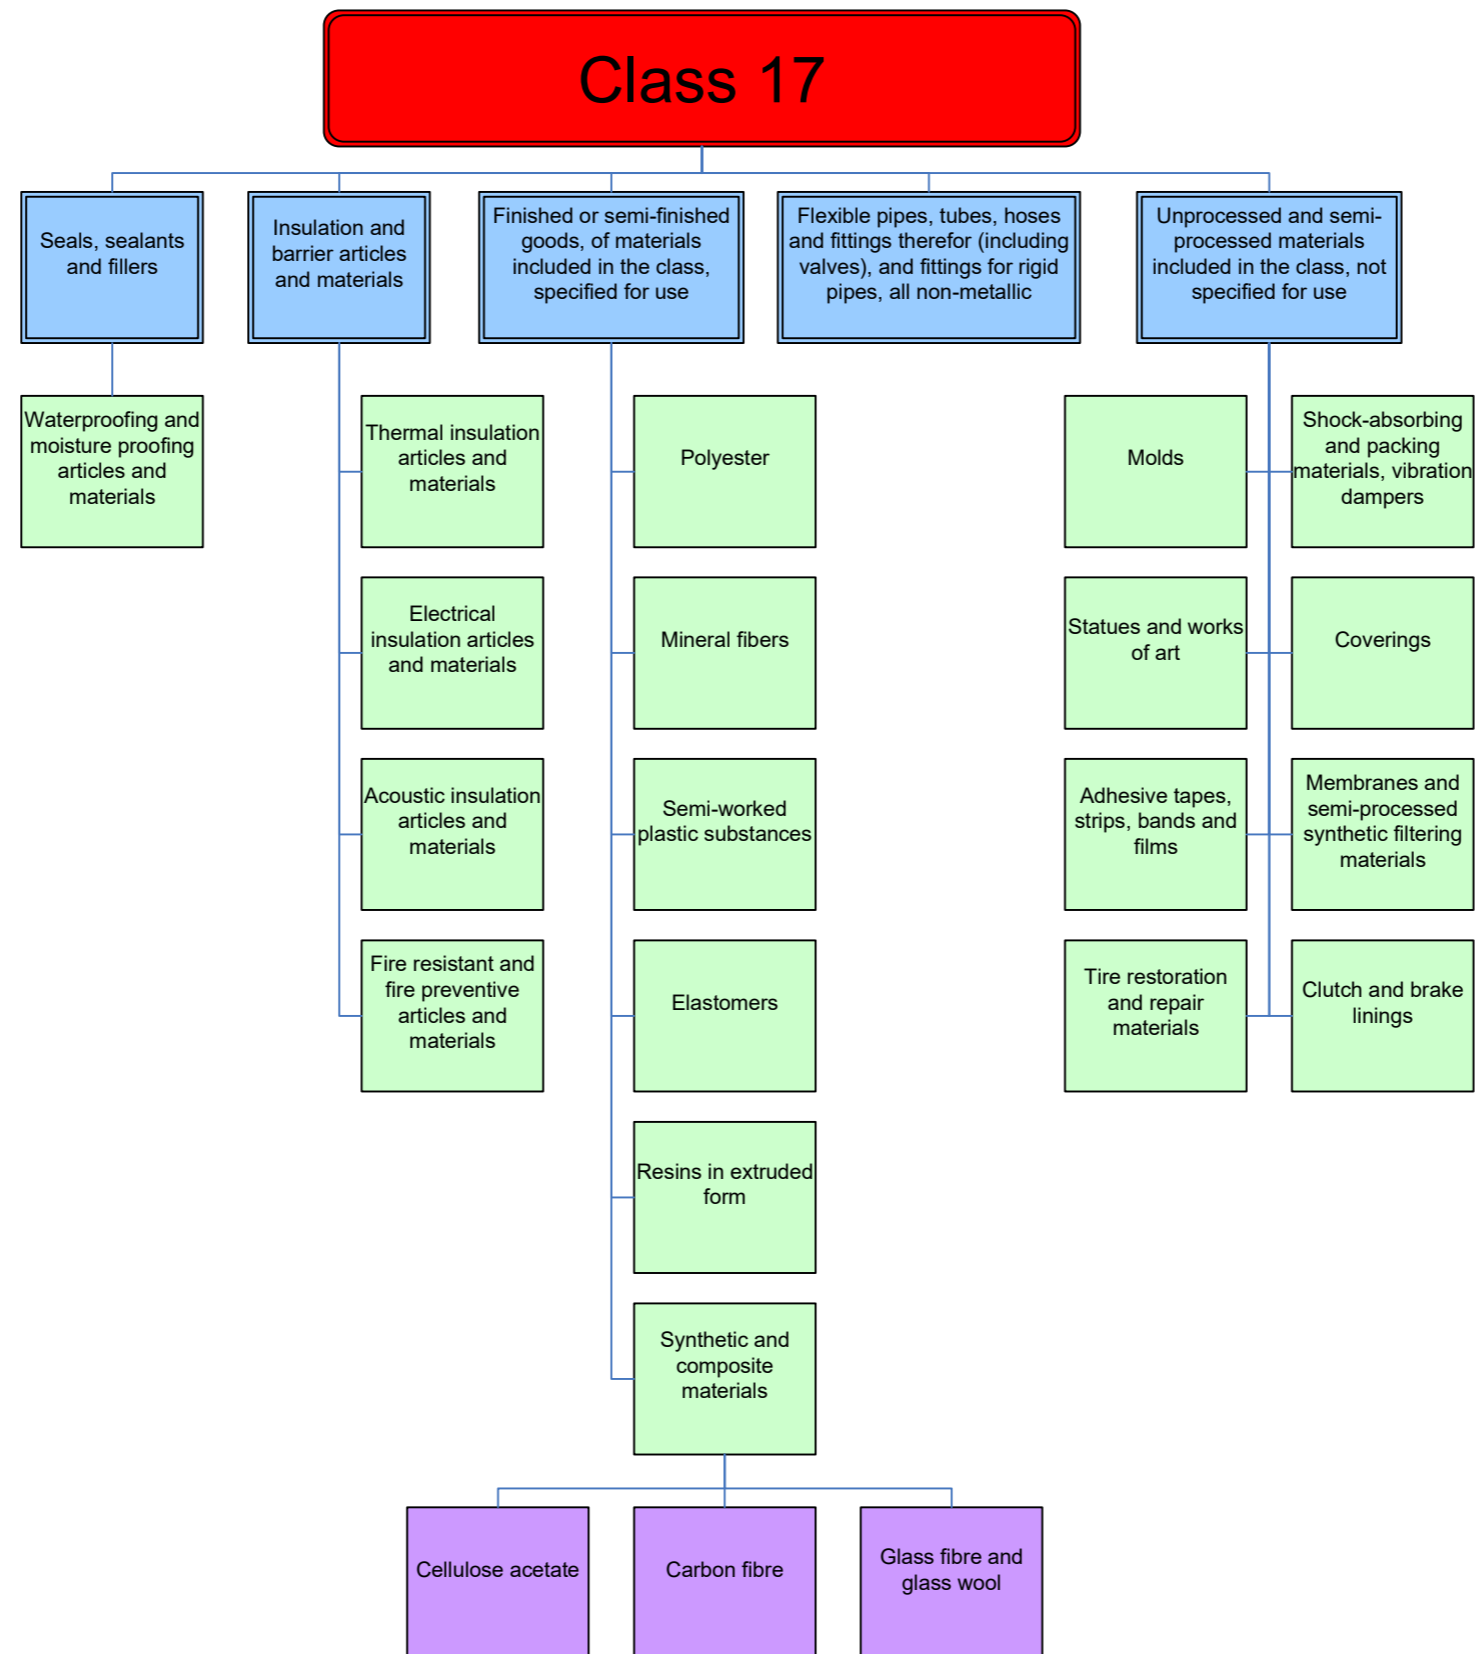 Class 17
Seals, sealants
and fillers
Insulation and
barrier articles
and materials
Finished or semi-finished
goods, of materials
included in the class,
specified for use
Flexible pipes, tubes, hoses
and fittings therefor (including
valves), and fittings for rigid
pipes, all non-metallic
Unprocessed and semi-
processed materials
included in the class, not
specified for use
Waterproofing and
moisture proofing
articles and
materials
Thermal insulation
articles and
materials
Polyester
Molds
Shock-absorbing
and packing
materials, vibration
dampers
Electrical
insulation articles
and materials
Mineral fibers
Statues and works
of art
Coverings
Acoustic insulation
articles and
materials
Semi-worked
plastic substances
Adhesive tapes,
strips, bands and
films
Membranes and
semi-processed
synthetic filtering
materials
Fire resistant and
fire preventive
articles and
materials
Elastomers
Tire restoration
and repair
materials
Clutch and brake
linings
Resins in extruded
form
Synthetic and
composite
materials
Cellulose acetate
Carbon fibre
Glass fibre and
glass wool